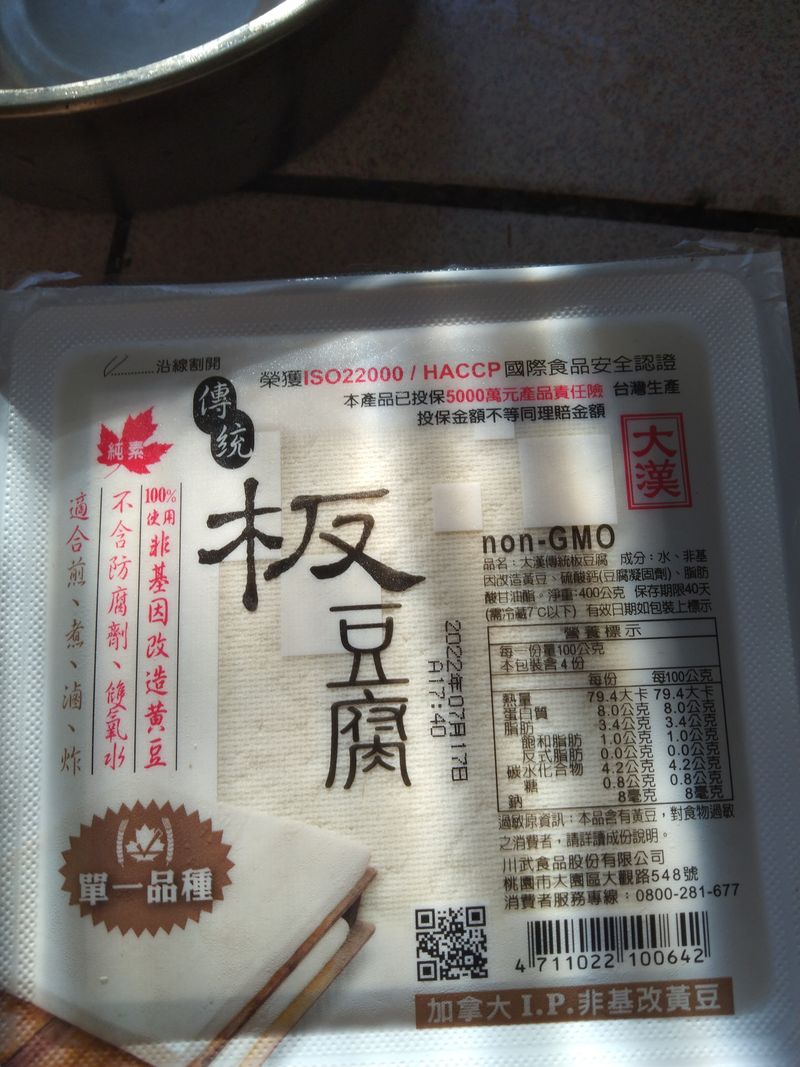 沿線割開
榮獲ISO22000 / HACCP國際食品安全認證
本產品已投保5000萬元產品責任險 台灣生產
投保金額不等同理賠金額
傳統
板豆腐
大漢
純素
100%使用非基因改造黃豆
不含防腐劑、雙氧水
適合煎、煮、滷、炸
non-GMO
品名：大漢傳統板豆腐 成分：水、非基
因改造黃豆、硫酸鈣(豆腐凝固劑)、脂肪
酸甘油酯。淨重:400公克 保存期限40天
(需冷藏7℃以下) 有效日期如包裝上標示
2022年07月17日
A17:40
營養標示
每一份量100公克
本包裝含4份
每份 每100公克
熱量 79.4大卡 79.4大卡
蛋白質 8.0公克 8.0公克
脂肪 3.4公克 3.4公克
飽和脂肪 1.0公克 1.0公克
反式脂肪 0.0公克 0.0公克
碳水化合物 4.2公克 4.2公克
糖 0.8公克 0.8公克
鈉 8毫克 8毫克
過敏原資訊：本品含有黃豆，對食物過敏
之消費者，請詳讀成份說明。
川武食品股份有限公司
桃園市大園區大觀路548號
消費者服務專線：0800-281-677
單一品種
4 711022 100642
加拿大 I.P.非基改黃豆